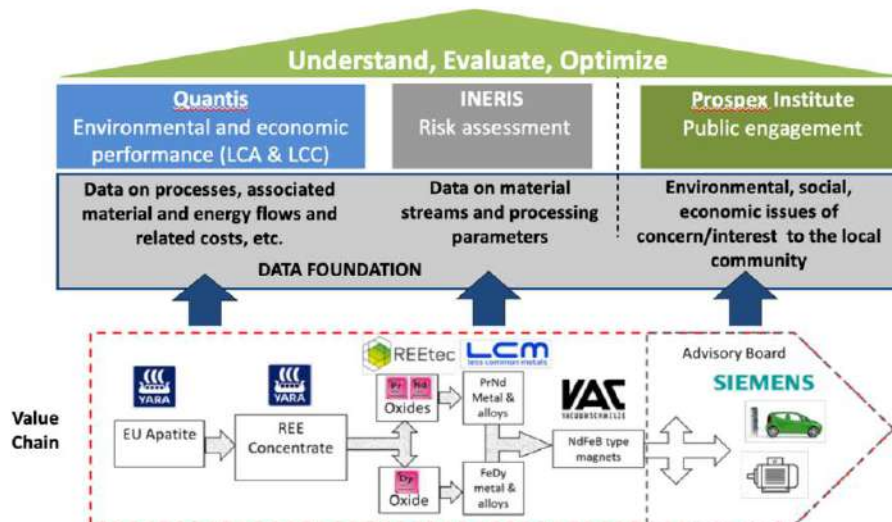 Understand, Evaluate, Optimize
Quantis
Environmental and economic
performance (LCA & LCC)
INERIS
Risk assessment
Prospex Institute
Public engagement
Data on processes, associated
material and energy flows and
related costs, etc.
Data on material
streams and processing
parameters
Environmental, social,
economic issues of
concern/interest to the local
community
DATA FOUNDATION
Value
Chain
YARA
EU Apatite
YARA
REE
Concentrate
REEtec
Pr
Nd
Oxides
Dy
Oxide
LCM
less common metals
PrNd
Metal &
alloys
FeDy
metal &
alloys
VAC
VACUUMSCHMELZE
NdFeB type
magnets
Advisory Board
SIEMENS